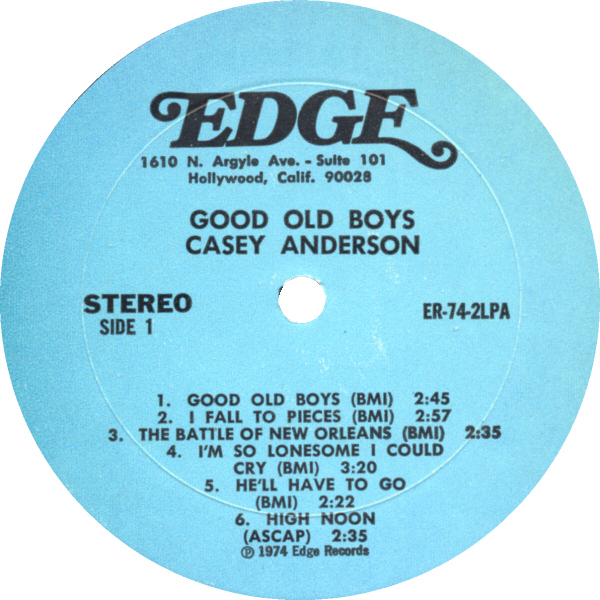 EDGE
1610 N. Argyle Ave. - Suite 101
Hollywood, Calif. 90028
GOOD OLD BOYS
CASEY ANDERSON
STEREO
SIDE 1
ER-74-2LPA
1. GOOD OLD BOYS (BMI) 2:45
2. I FALL TO PIECES (BMI) 2:57
3. THE BATTLE OF NEW ORLEANS (BMI) 2:35
4. I'M SO LONESOME I COULD
CRY (BMI) 3:20
5. HE'LL HAVE TO GO
(BMI) 2:22
6. HIGH NOON
(ASCAP) 2:35
℗ 1974 Edge Records